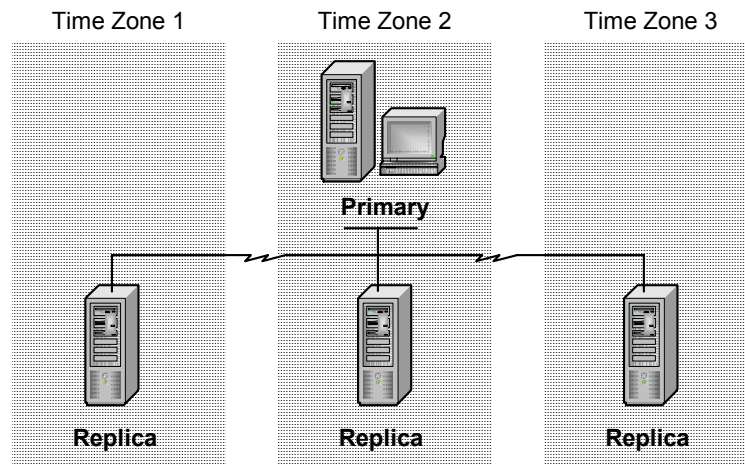 Time Zone 1
Time Zone 2
Time Zone 3
Primary
Replica
Replica
Replica